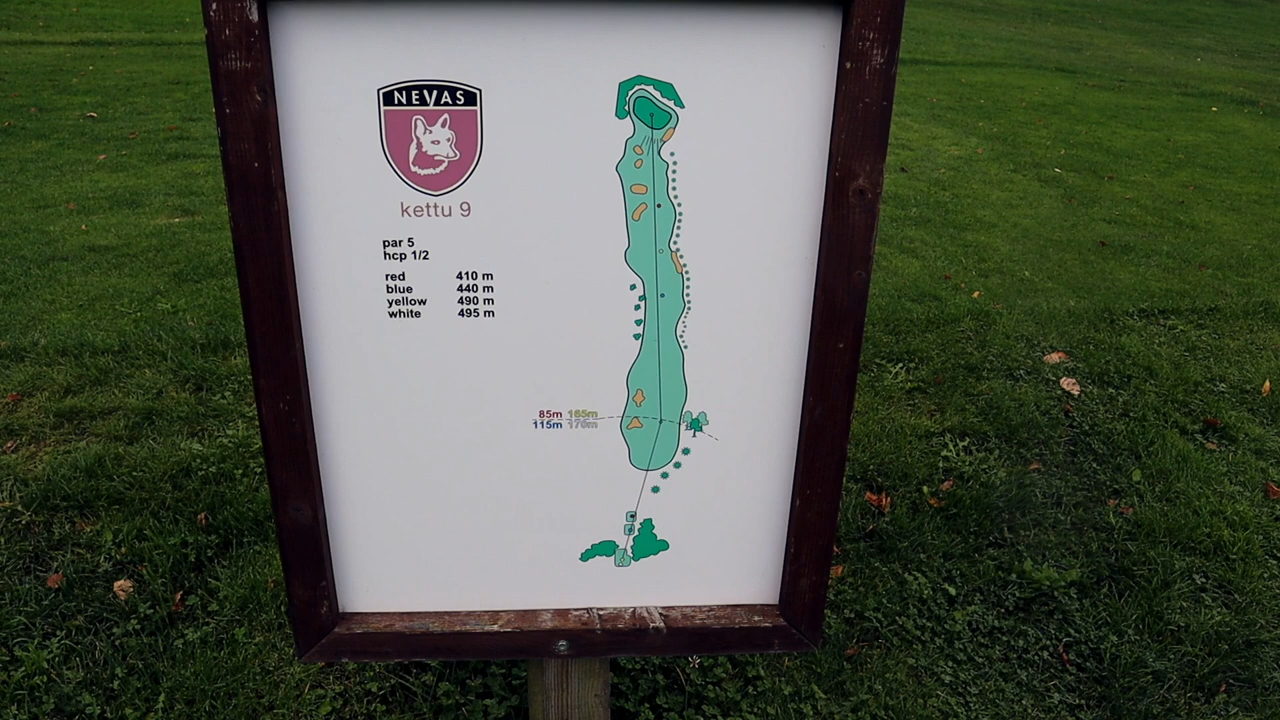 NEVAS
kettu 9
par 5
hcp 1/2
red 410 m
blue 440 m
yellow 490 m
white 495 m
85m 165m
115m 170m